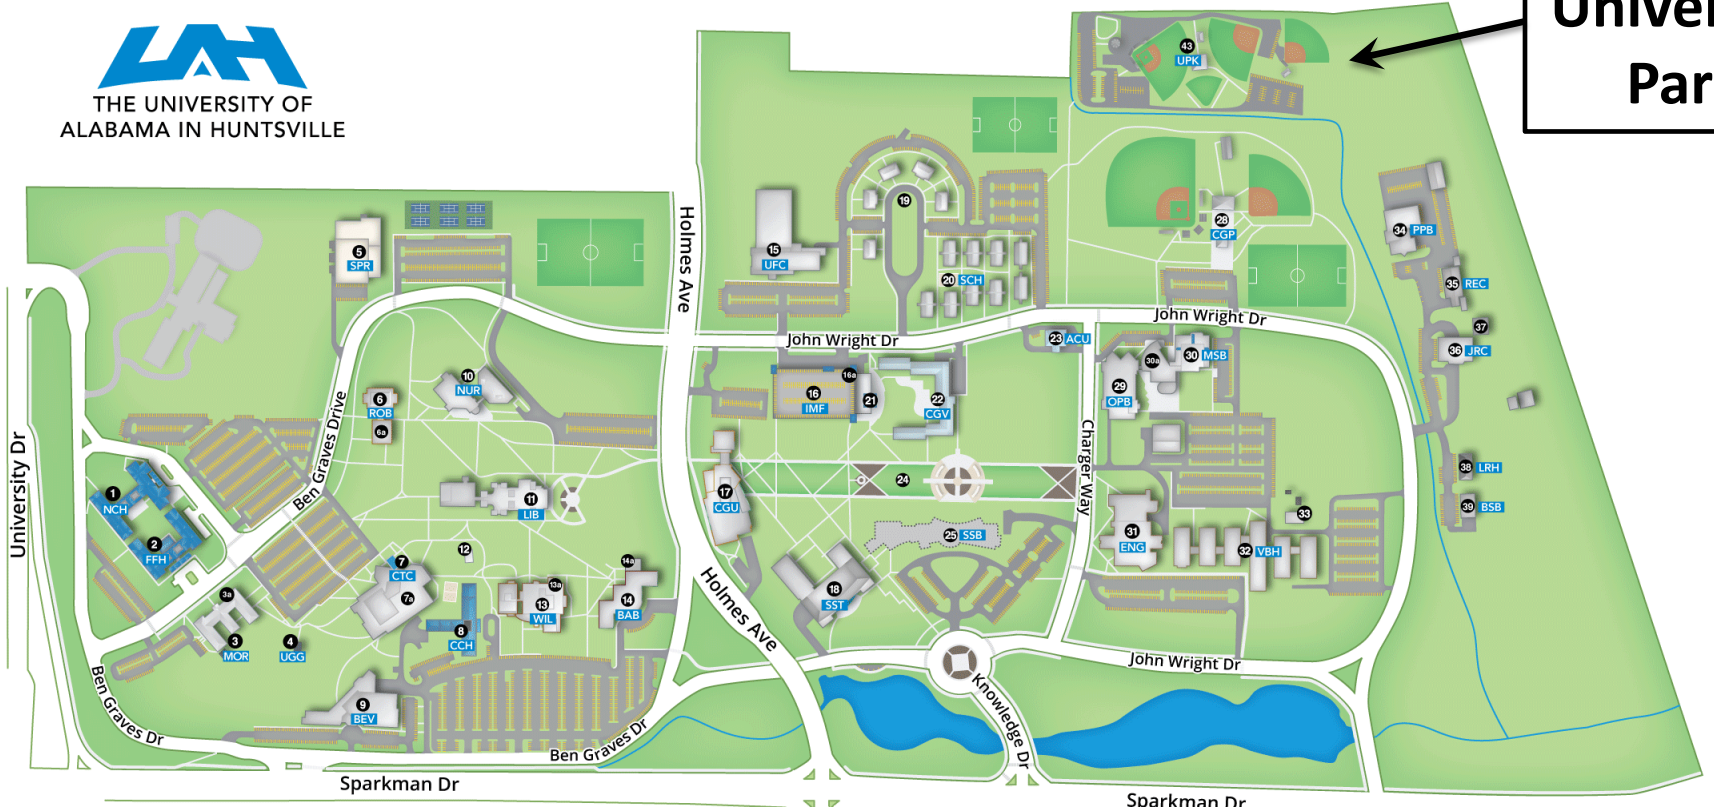 UAH
THE UNIVERSITY OF
ALABAMA IN HUNTSVILLE
Univer
Par
43
UPK
Holmes Ave
5
SPR
15
UFC
19
20 SCH
28
CGP
34 PPB
35 REC
37
36 JRC
John Wright Dr
John Wright Dr
23 ACU
30 MSB
30a
29
OPB
10
NUR
6
ROB
6a
16a
16
IMF
21
22
CGV
University Dr
Ben Graves Drive
Charger Way
1
NCH
2
FFH
11
LIB
17
CGU
24
38 LRH
39 BSB
33
31
ENG
32 VBH
25 SSB
12
7
CTC
7a
14a
14
BAB
13a
13
WIL
18
SST
3a
3
MOR
4
UGG
8
CCH
Holmes Ave
John Wright Dr
Knowledge Dr
9
BEV
Ben Graves Dr
Ben Graves Dr
Sparkman Dr
Sparkman Dr